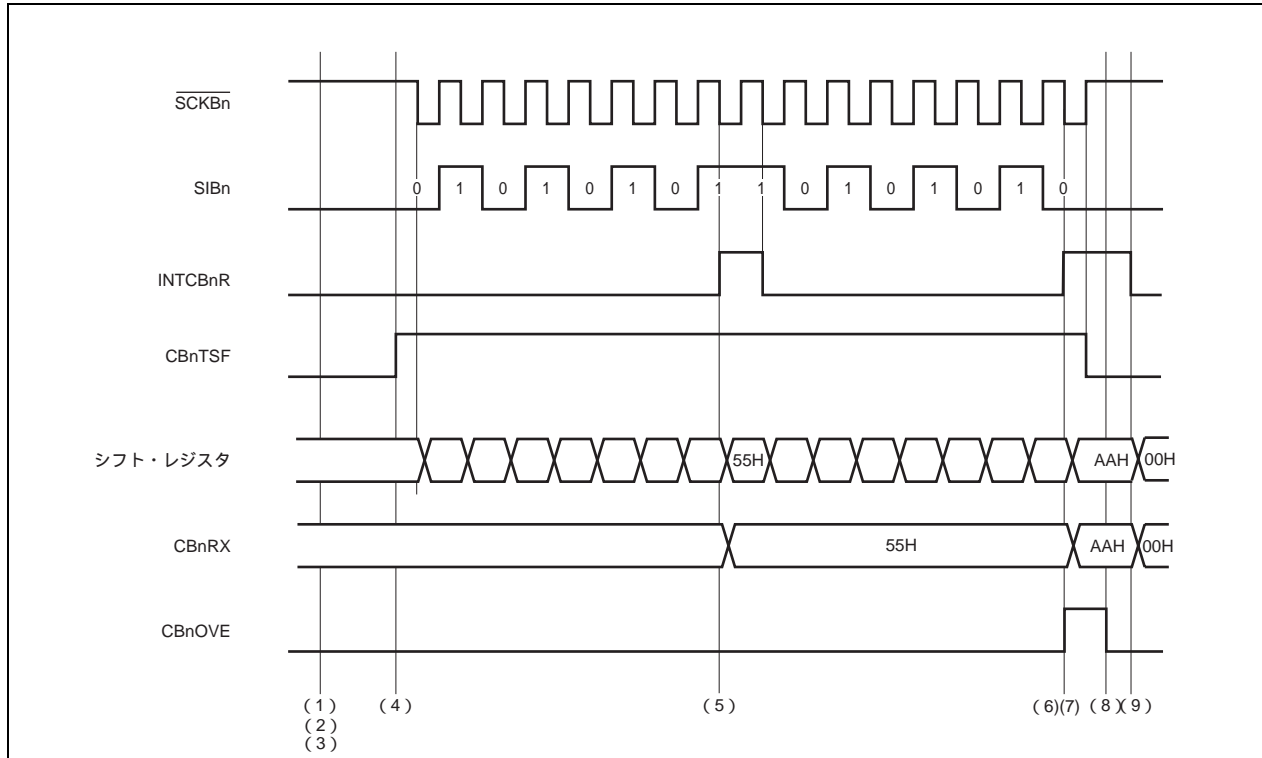 SCKBn
SIBn
0 1 0 1 0 1 0 1 1 0 1 0 1 0 1 0
INTCBnR
CBnTSF
シフト・レジスタ
55H AAH 00H
CBnRX
55H AAH 00H
CBnOVE
(1) (4) (5) (6)(7) (8)(9)
(2)
(3)